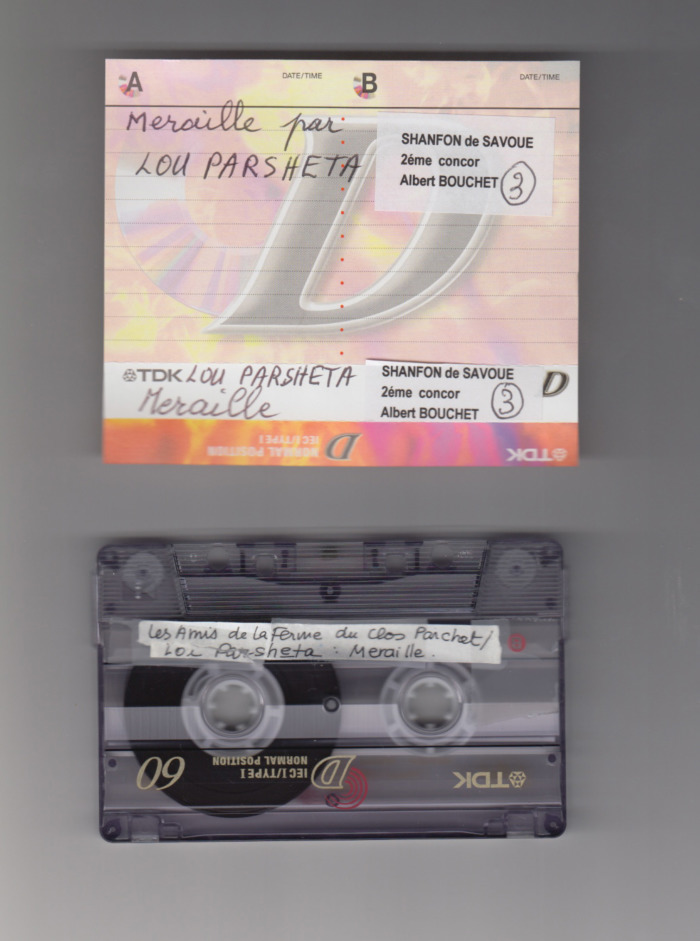 A DATE/TIME B DATE/TIME
Meraille par
LOU PARSHETA
SHANFON de SAVOUE
2éme concor
Albert BOUCHET 3
TDK LOU PARSHETA
Meraille
SHANFON de SAVOUE
2éme concor
Albert BOUCHET 3
D
D NORMAL POSITION
IEC I/TYPE I
TDK
Les Amis de la Ferme du Clos Parchet/
Lou Parsheta : Meraille.
60
D IEC I/TYPE I
NORMAL POSITION
TDK